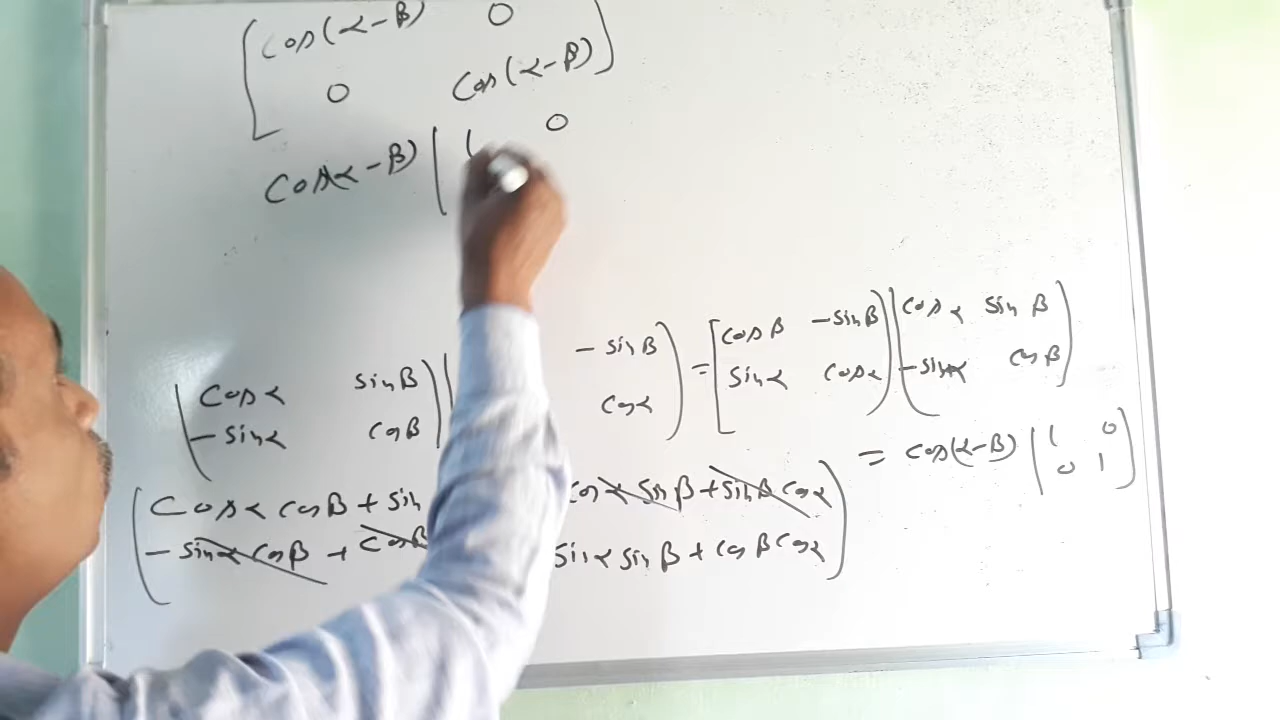 cos(α-β) 0
0 cos(α-β)
cosα-β) ( 1 0
cosα sinβ - sinβ = cosβ -sinβ cosα sinβ
- sinα cosβ cosα sinα cosα -sinα cosβ
= cos(α-β) 1 0
0 1
cosα cosβ + sin cosα sinβ + sinβ cosα
- sinα cosβ + cosβ sinα sinβ + cosβ cosα